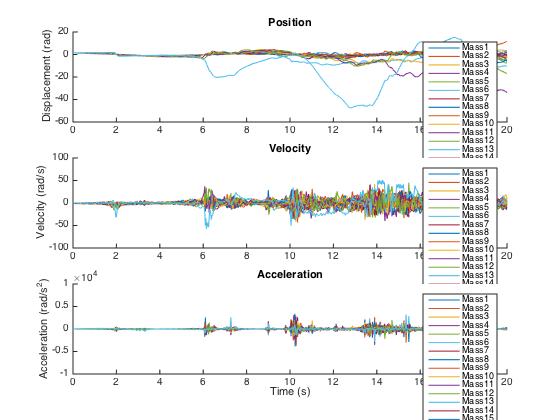 Position
Displacement (rad)
20
0
-20
-40
-60
0 2 4 6 8 10 12 14 16 20
Mass1
Mass2
Mass3
Mass4
Mass5
Mass6
Mass7
Mass8
Mass9
Mass10
Mass11
Mass12
Mass13
Mass14
Velocity
Velocity (rad/s)
100
50
0
-50
-100
0 2 4 6 8 10 12 14 16 20
Mass1
Mass2
Mass3
Mass4
Mass5
Mass6
Mass7
Mass8
Mass9
Mass10
Mass11
Mass12
Mass13
Mass14
Acceleration
Acceleration (rad/s²)
×10⁴
1
0.5
0
-0.5
-1
0 2 4 6 8 10 12 14 16 20
Time (s)
Mass1
Mass2
Mass3
Mass4
Mass5
Mass6
Mass7
Mass8
Mass9
Mass10
Mass11
Mass12
Mass13
Mass14
Mass15